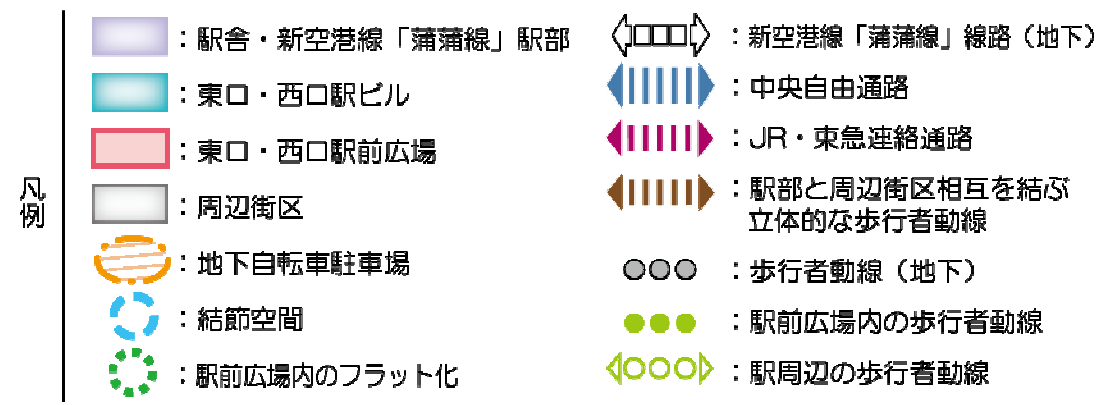 凡例
：駅舎・新空港線「蒲蒲線」駅部
：東口・西口駅ビル
：東口・西口駅前広場
：周辺街区
：地下自転車駐車場
：結節空間
：駅前広場内のフラット化
：新空港線「蒲蒲線」線路（地下）
：中央自由通路
：JR・東急連絡通路
：駅部と周辺街区相互を結ぶ
立体的な歩行者動線
：歩行者動線（地下）
：駅前広場内の歩行者動線
：駅周辺の歩行者動線